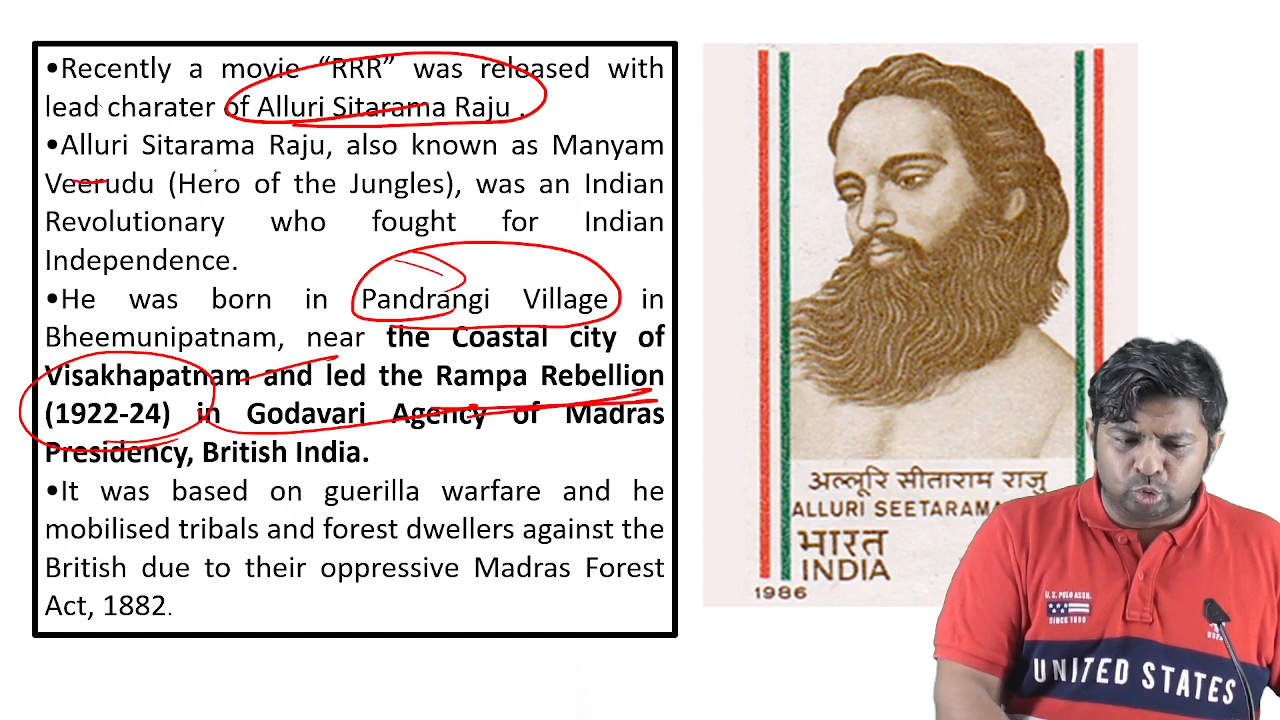 •Recently a movie “RRR” was released with
lead charater of Alluri Sitarama Raju .
•Alluri Sitarama Raju, also known as Manyam
Veerudu (Hero of the Jungles), was an Indian
Revolutionary who fought for Indian
Independence.
•He was born in Pandrangi Village in
Bheemunipatnam, near the Coastal city of
Visakhapatnam and led the Rampa Rebellion
(1922-24) in Godavari Agency of Madras
Presidency, British India.
•It was based on guerilla warfare and he
mobilised tribals and forest dwellers against the
British due to their oppressive Madras Forest
Act, 1882.
अल्लूरि सीताराम राजु
ALLURI SEETARAMA
भारत
INDIA
1986
U.S. POLO ASSN.
SINCE 1890
UNITED STATES